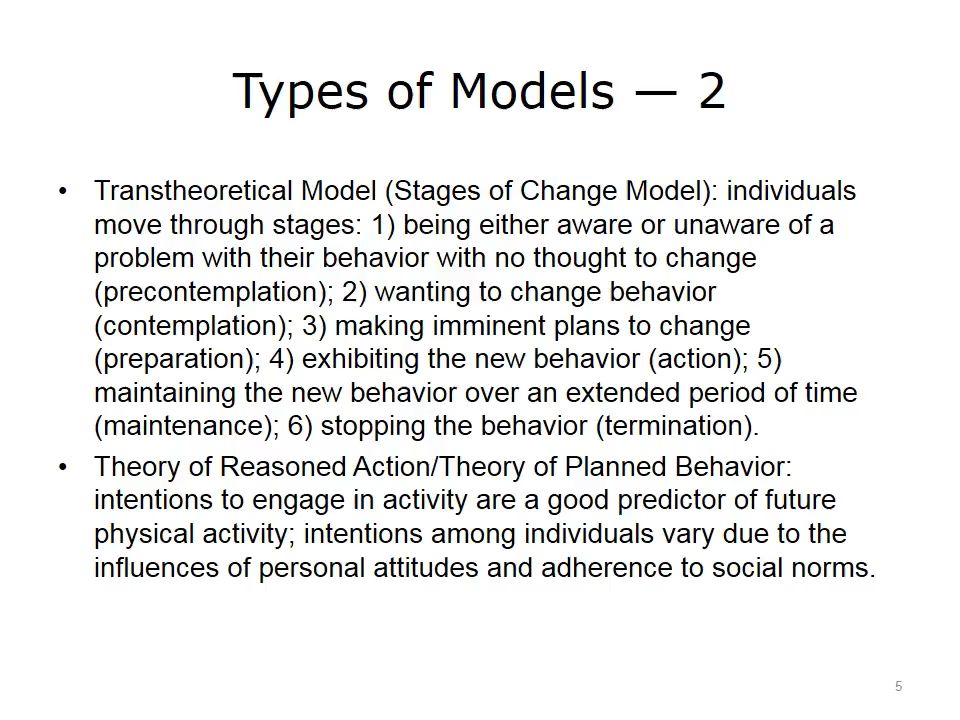 Types of Models — 2
• Transtheoretical Model (Stages of Change Model): individuals
move through stages: 1) being either aware or unaware of a
problem with their behavior with no thought to change
(precontemplation); 2) wanting to change behavior
(contemplation); 3) making imminent plans to change
(preparation); 4) exhibiting the new behavior (action); 5)
maintaining the new behavior over an extended period of time
(maintenance); 6) stopping the behavior (termination).
• Theory of Reasoned Action/Theory of Planned Behavior:
intentions to engage in activity are a good predictor of future
physical activity; intentions among individuals vary due to the
influences of personal attitudes and adherence to social norms.
5